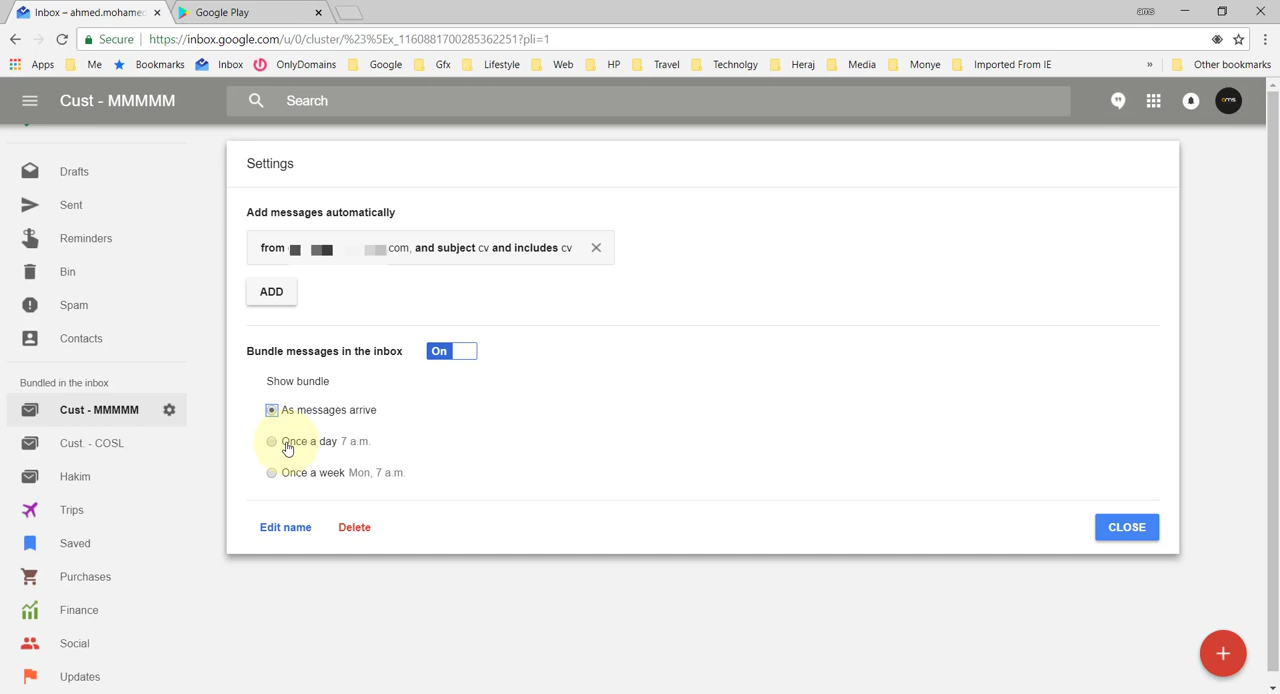 Inbox – ahmed.mohamed
Google Play
ams
Secure
https://inbox.google.com/u/0/cluster/%23%5Ex_1160881700285362251?pli=1
Apps Me Bookmarks Inbox OnlyDomains Google Gfx Lifestyle Web HP Travel Technolgy Heraj Media Monye Imported From IE » Other bookmarks
Cust - MMMMM
Search
ams
Drafts
Sent
Reminders
Bin
Spam
Contacts
Bundled in the inbox
Cust - MMMMM
Cust. - COSL
Hakim
Trips
Saved
Purchases
Finance
Social
Updates
Settings
Add messages automatically
from com, and subject cv and includes cv
ADD
Bundle messages in the inbox On
Show bundle
As messages arrive
Once a day 7 a.m.
Once a week Mon, 7 a.m.
Edit name Delete
CLOSE